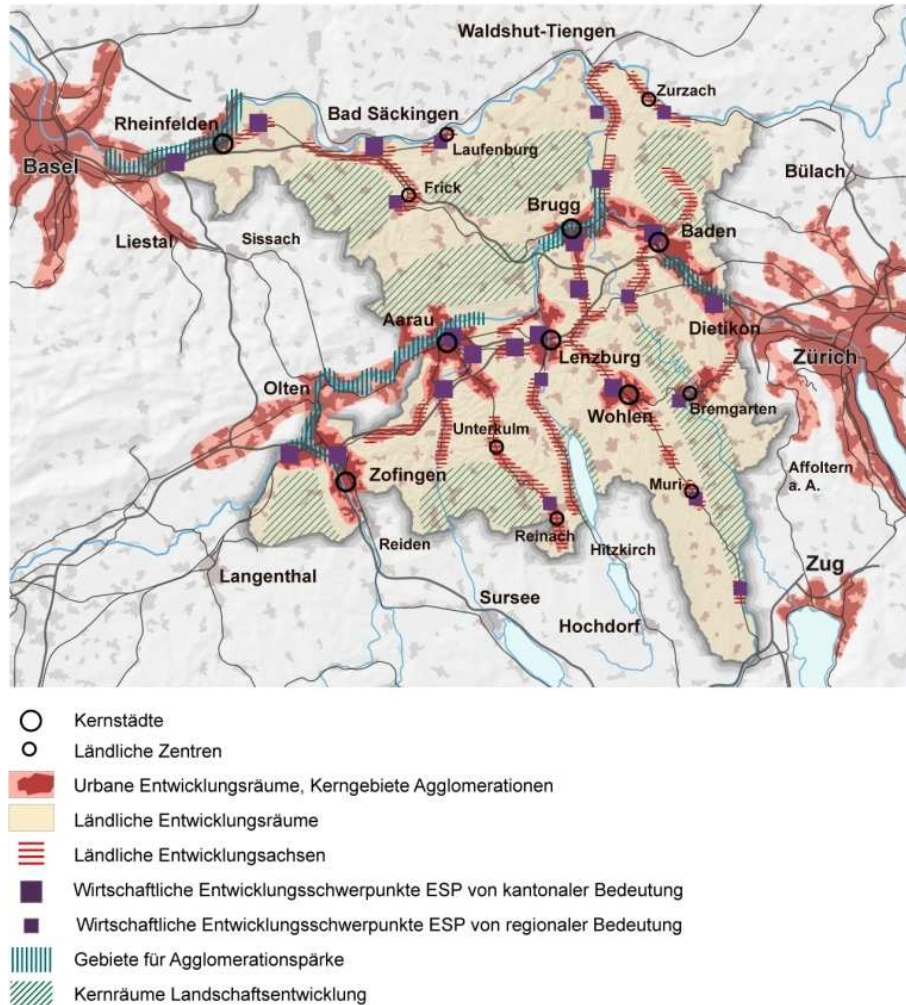 Waldshut-Tiengen
Zurzach
Bad Säckingen
Rheinfelden
Laufenburg
Basel
Bülach
Frick
Brugg
Baden
Liestal
Sissach
Aarau
Dietikon
Lenzburg
Zürich
Olten
Wohlen
Bremgarten
Unterkulm
Zofingen
Muri
Affoltern
a. A.
Reinach
Reiden
Hitzkirch
Langenthal
Zug
Sursee
Hochdorf
Kernstädte
Ländliche Zentren
Urbane Entwicklungsräume, Kerngebiete Agglomerationen
Ländliche Entwicklungsräume
Ländliche Entwicklungsachsen
Wirtschaftliche Entwicklungsschwerpunkte ESP von kantonaler Bedeutung
Wirtschaftliche Entwicklungsschwerpunkte ESP von regionaler Bedeutung
Gebiete für Agglomerationspärke
Kernräume Landschaftsentwicklung